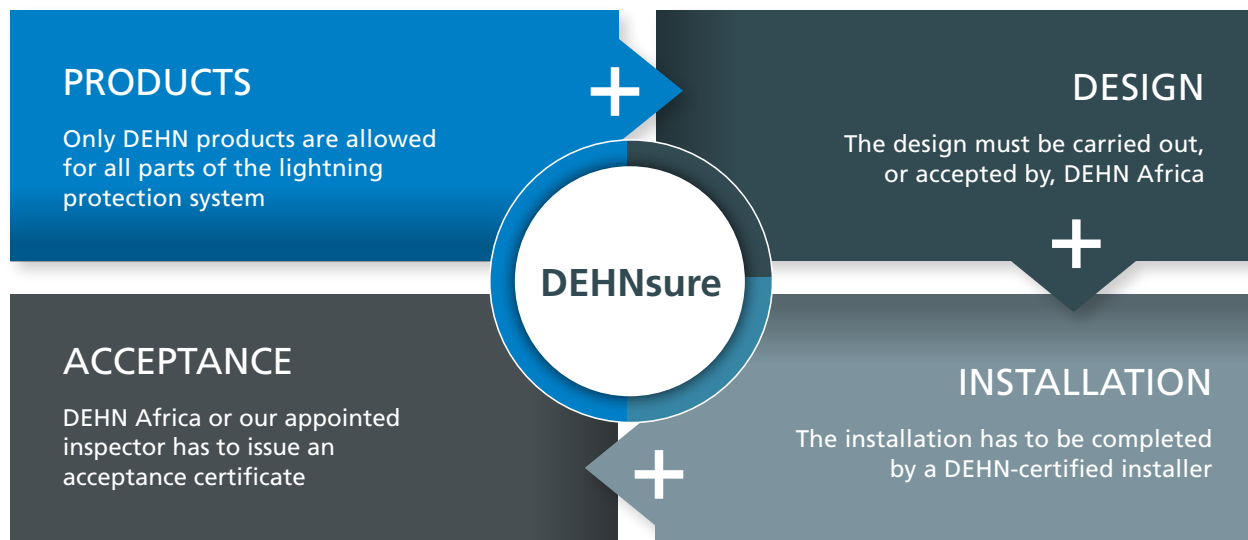 PRODUCTS
Only DEHN products are allowed
for all parts of the lightning
protection system
+
DESIGN
The design must be carried out,
or accepted by, DEHN Africa
+
DEHNsure
INSTALLATION
The installation has to be completed
by a DEHN-certified installer
+
ACCEPTANCE
DEHN Africa or our appointed
inspector has to issue an
acceptance certificate